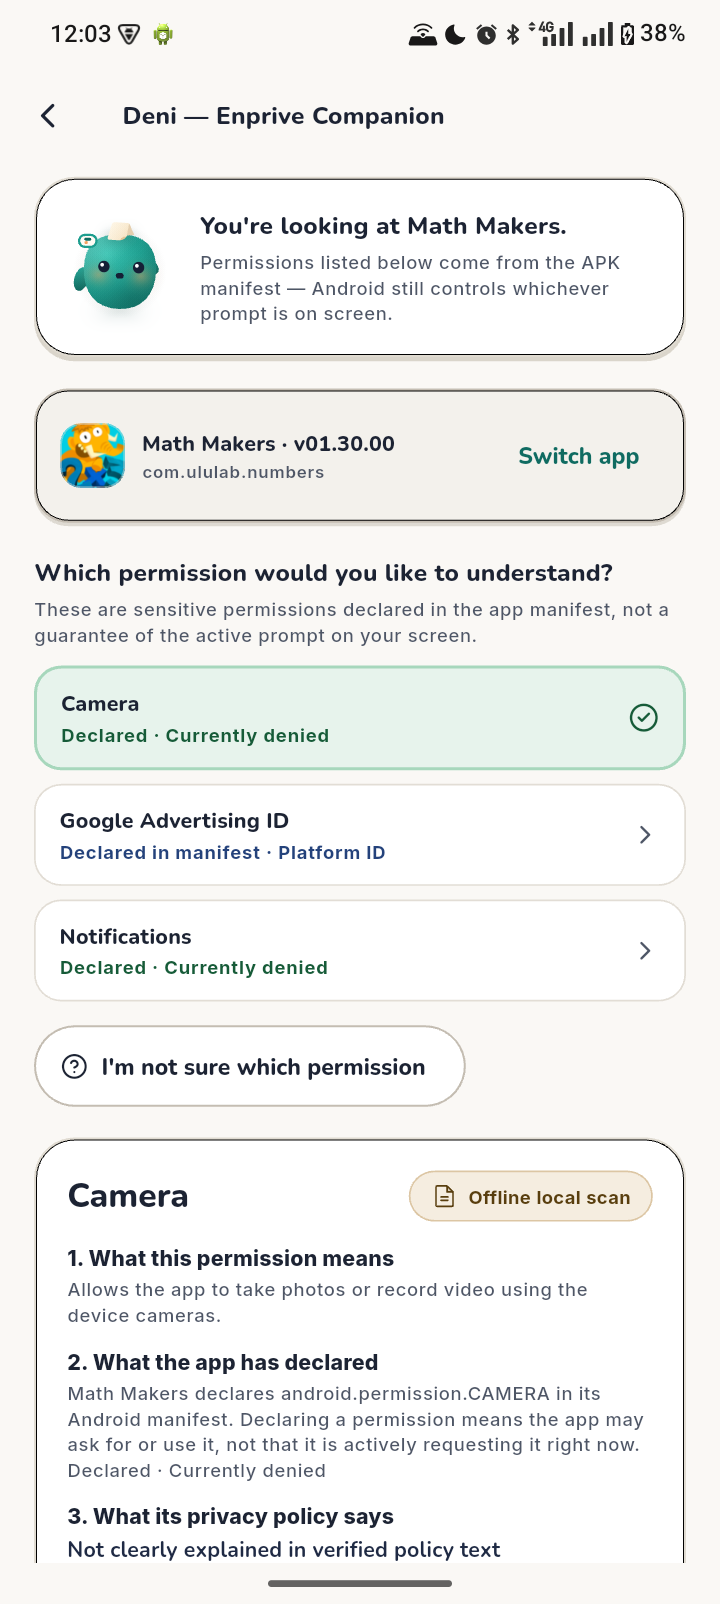 12:03
4G
38%
Deni — Enprive Companion
You're looking at Math Makers.
Permissions listed below come from the APK
manifest — Android still controls whichever
prompt is on screen.
Math Makers · v01.30.00
com.ululab.numbers
Switch app
Which permission would you like to understand?
These are sensitive permissions declared in the app manifest, not a
guarantee of the active prompt on your screen.
Camera
Declared · Currently denied
Google Advertising ID
Declared in manifest · Platform ID
Notifications
Declared · Currently denied
I'm not sure which permission
Camera
Offline local scan
1. What this permission means
Allows the app to take photos or record video using the
device cameras.
2. What the app has declared
Math Makers declares android.permission.CAMERA in its
Android manifest. Declaring a permission means the app may
ask for or use it, not that it is actively requesting it right now.
Declared · Currently denied
3. What its privacy policy says
Not clearly explained in verified policy text